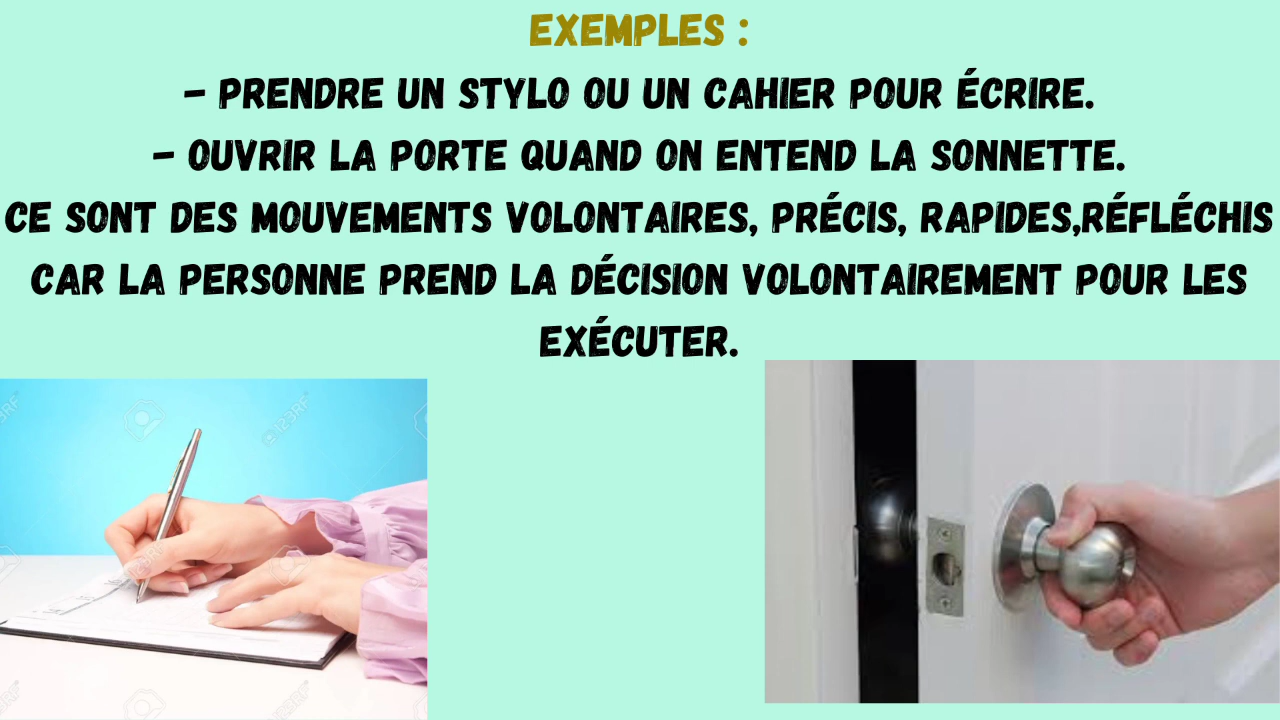 EXEMPLES :
- PRENDRE UN STYLO OU UN CAHIER POUR ÉCRIRE.
- OUVRIR LA PORTE QUAND ON ENTEND LA SONNETTE.
CE SONT DES MOUVEMENTS VOLONTAIRES, PRÉCIS, RAPIDES,RÉFLÉCHIS
CAR LA PERSONNE PREND LA DÉCISION VOLONTAIREMENT POUR LES
EXÉCUTER.
123RF